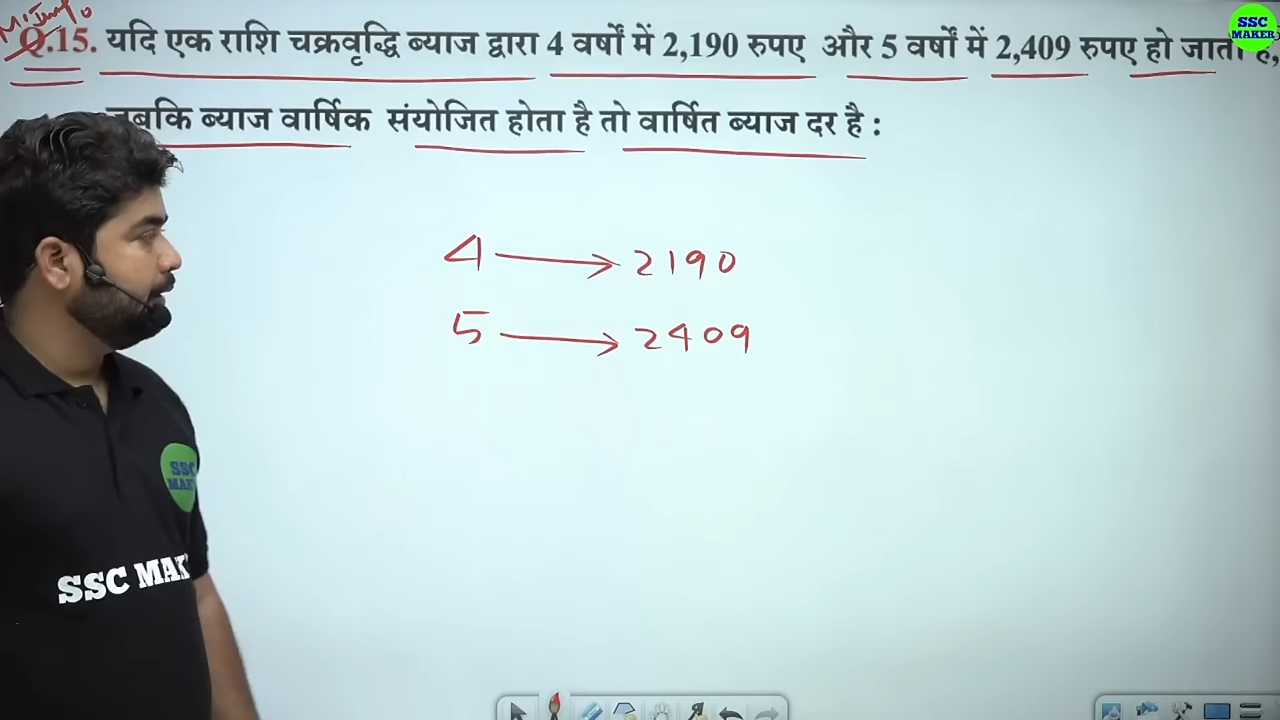 Q.15. यदि एक राशि चक्रवृद्धि ब्याज द्वारा 4 वर्षों में 2,190 रुपए और 5 वर्षों में 2,409 रुपए हो जाता है,
जबकि ब्याज वार्षिक संयोजित होता है तो वार्षित ब्याज दर है :
4 → 2190
5 → 2409
SSC
MAKER
SSC
SSC